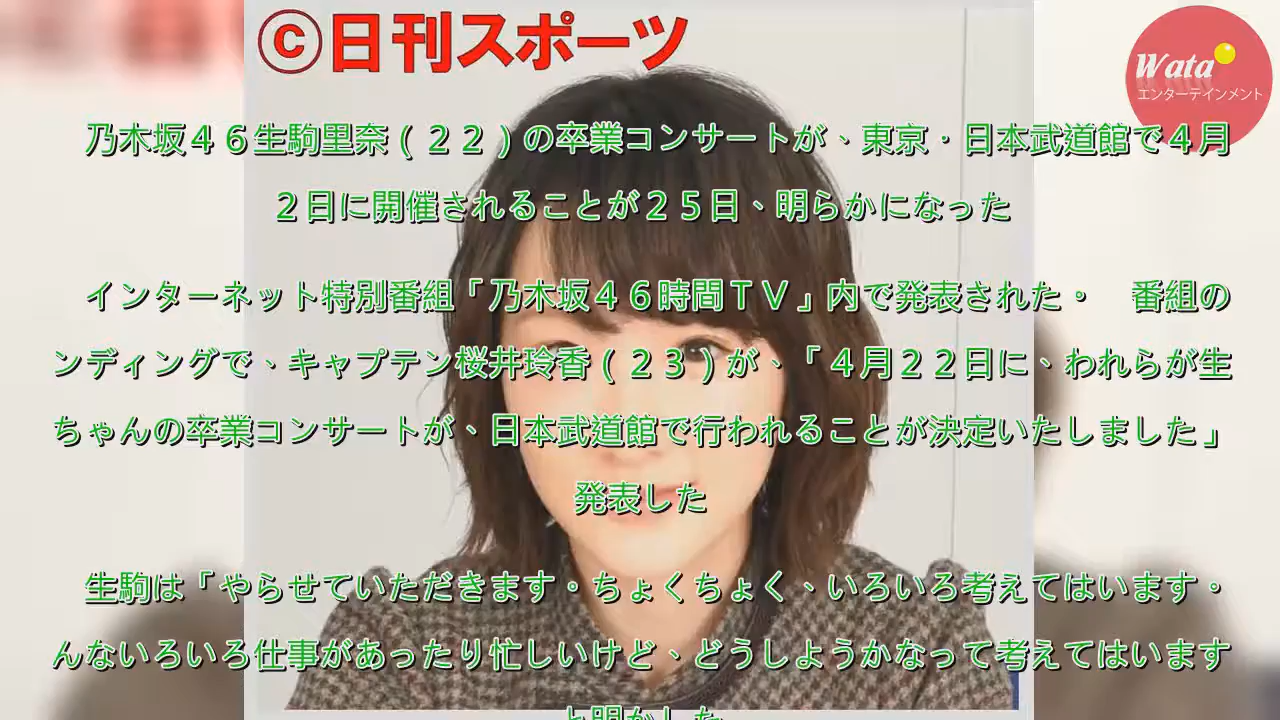 ©日刊スポーツ
Wata
エンターテインメント
乃木坂４６生駒里奈（２２）の卒業コンサートが、東京・日本武道館で４月
２日に開催されることが２５日、明らかになった
インターネット特別番組「乃木坂４６時間ＴＶ」内で発表された・　番組の
ンディングで、キャプテン桜井玲香（２３）が、「４月２２日に、われらが生
ちゃんの卒業コンサートが、日本武道館で行われることが決定いたしました」
発表した
生駒は「やらせていただきます・ちょくちょく、いろいろ考えてはいます・
んないろいろ仕事があったり忙しいけど、どうしようかなって考えてはいます
と明かした